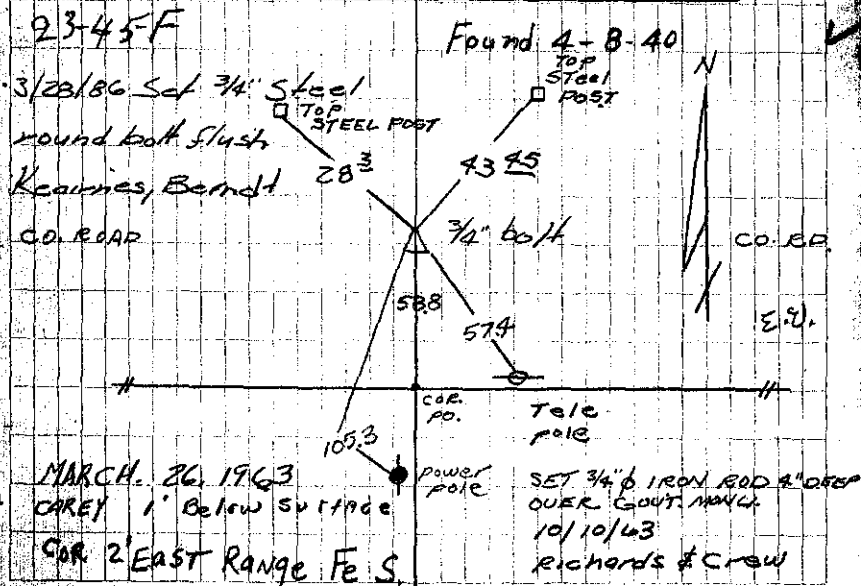 23-45-F
Found 4-8-40
3/28/86 Set 3/4" Steel
round bolt flush
Kearnies, Berndt
CO. ROAD
TOP
STEEL POST
TOP
STEEL
POST
N
28 3
43 45
3/4" bolt
CO. RD.
E.W.
58.8
57.4
COR.
PO.
Tele
pole
105.3
power
pole
MARCH. 26, 1963
CAREY 1' Below Surface
COR 2' EAST RANGE FE S.
SET 3/4" ϕ IRON ROD 4" DEEP
OVER GOVT. MONU.
10/10/63
Richards & Crew